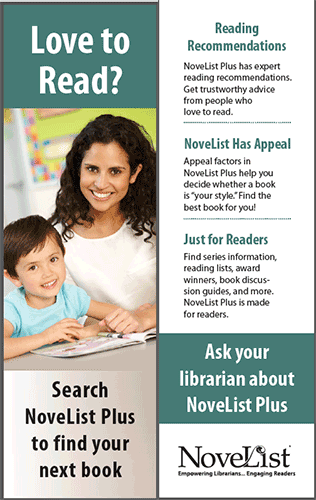 Love to
Read?
Search
NoveList Plus
to find your
next book
Reading
Recommendations
NoveList Plus has expert
reading recommendations.
Get trustworthy advice
from people who
love to read.
NoveList Has Appeal
Appeal factors in
NoveList Plus help you
decide whether a book
is “your style.” Find the
best book for you!
Just for Readers
Find series information,
reading lists, award
winners, book discus-
sion guides, and more.
NoveList Plus is made
for readers.
Ask your
librarian about
NoveList Plus
NoveList
Empowering Librarians... Engaging Readers